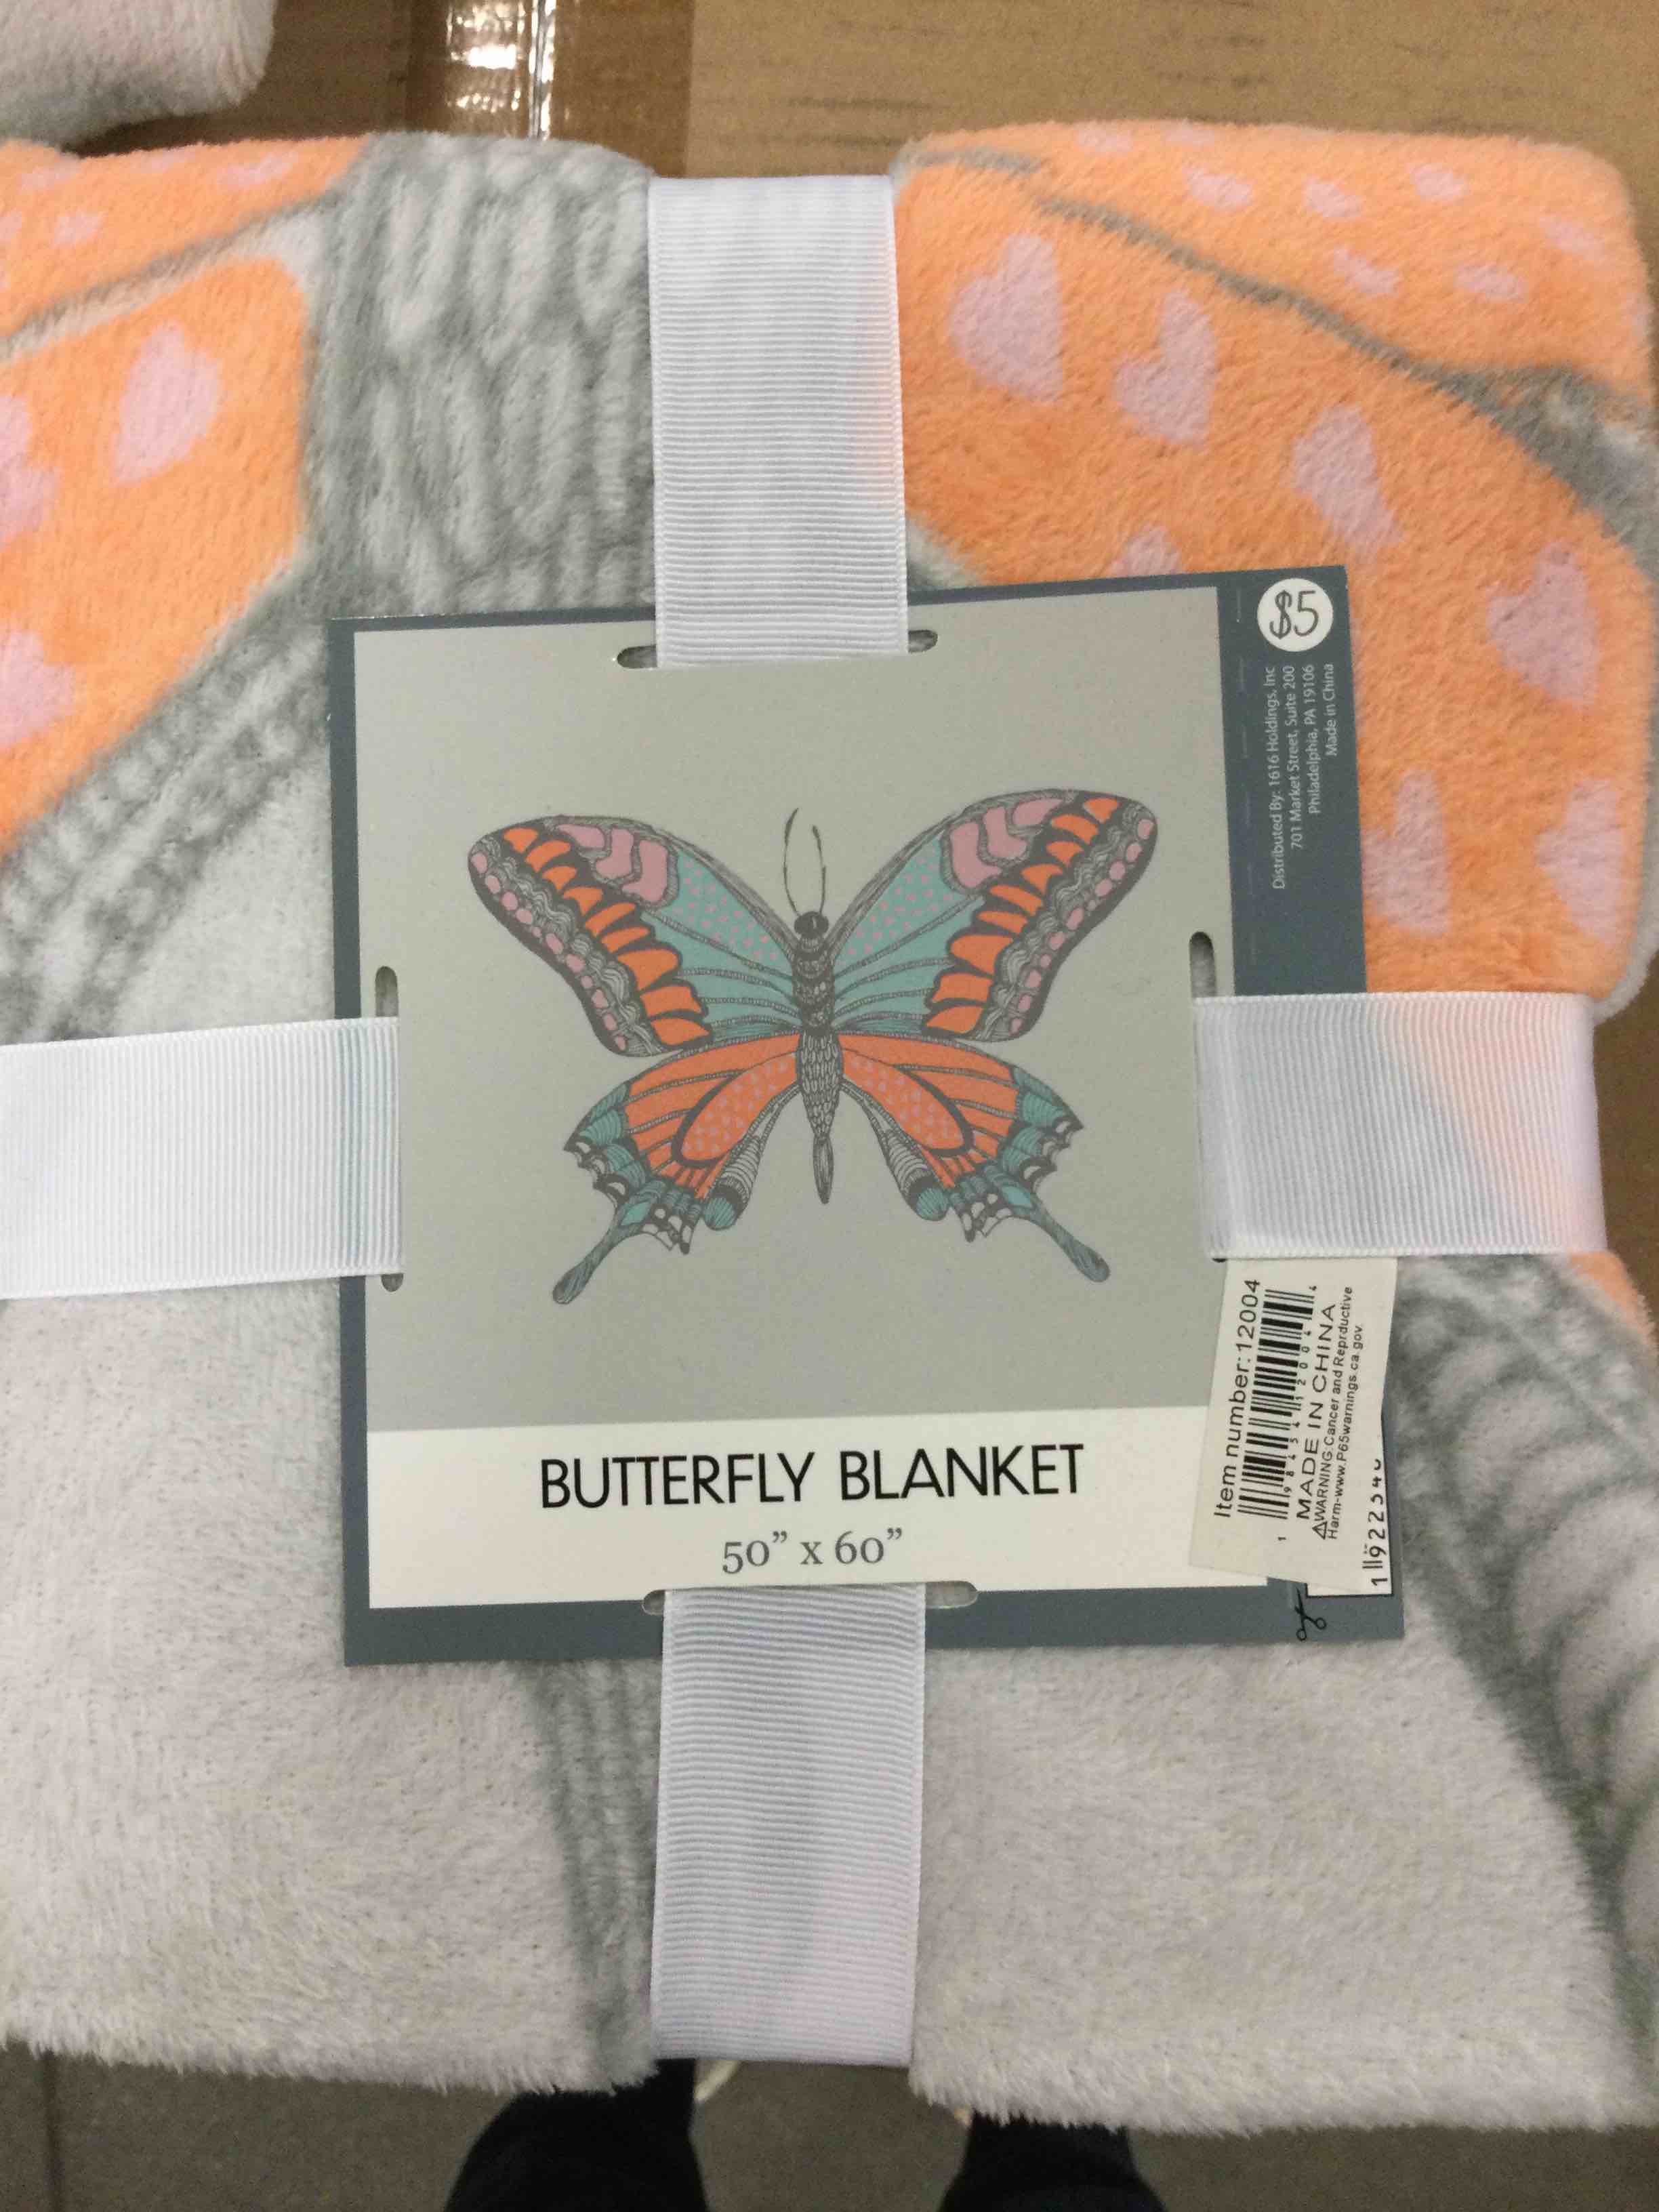 $5
Distributed By: 1616 Holdings, Inc
701 Market Street, Suite 200
Philadelphia, PA 19106
Made in China
BUTTERFLY BLANKET
50" x 60"
Item number:12004
MADE IN CHINA
⚠WARNING:Cancer and Reprductive
Harm-www.P65warnings.ca.gov.